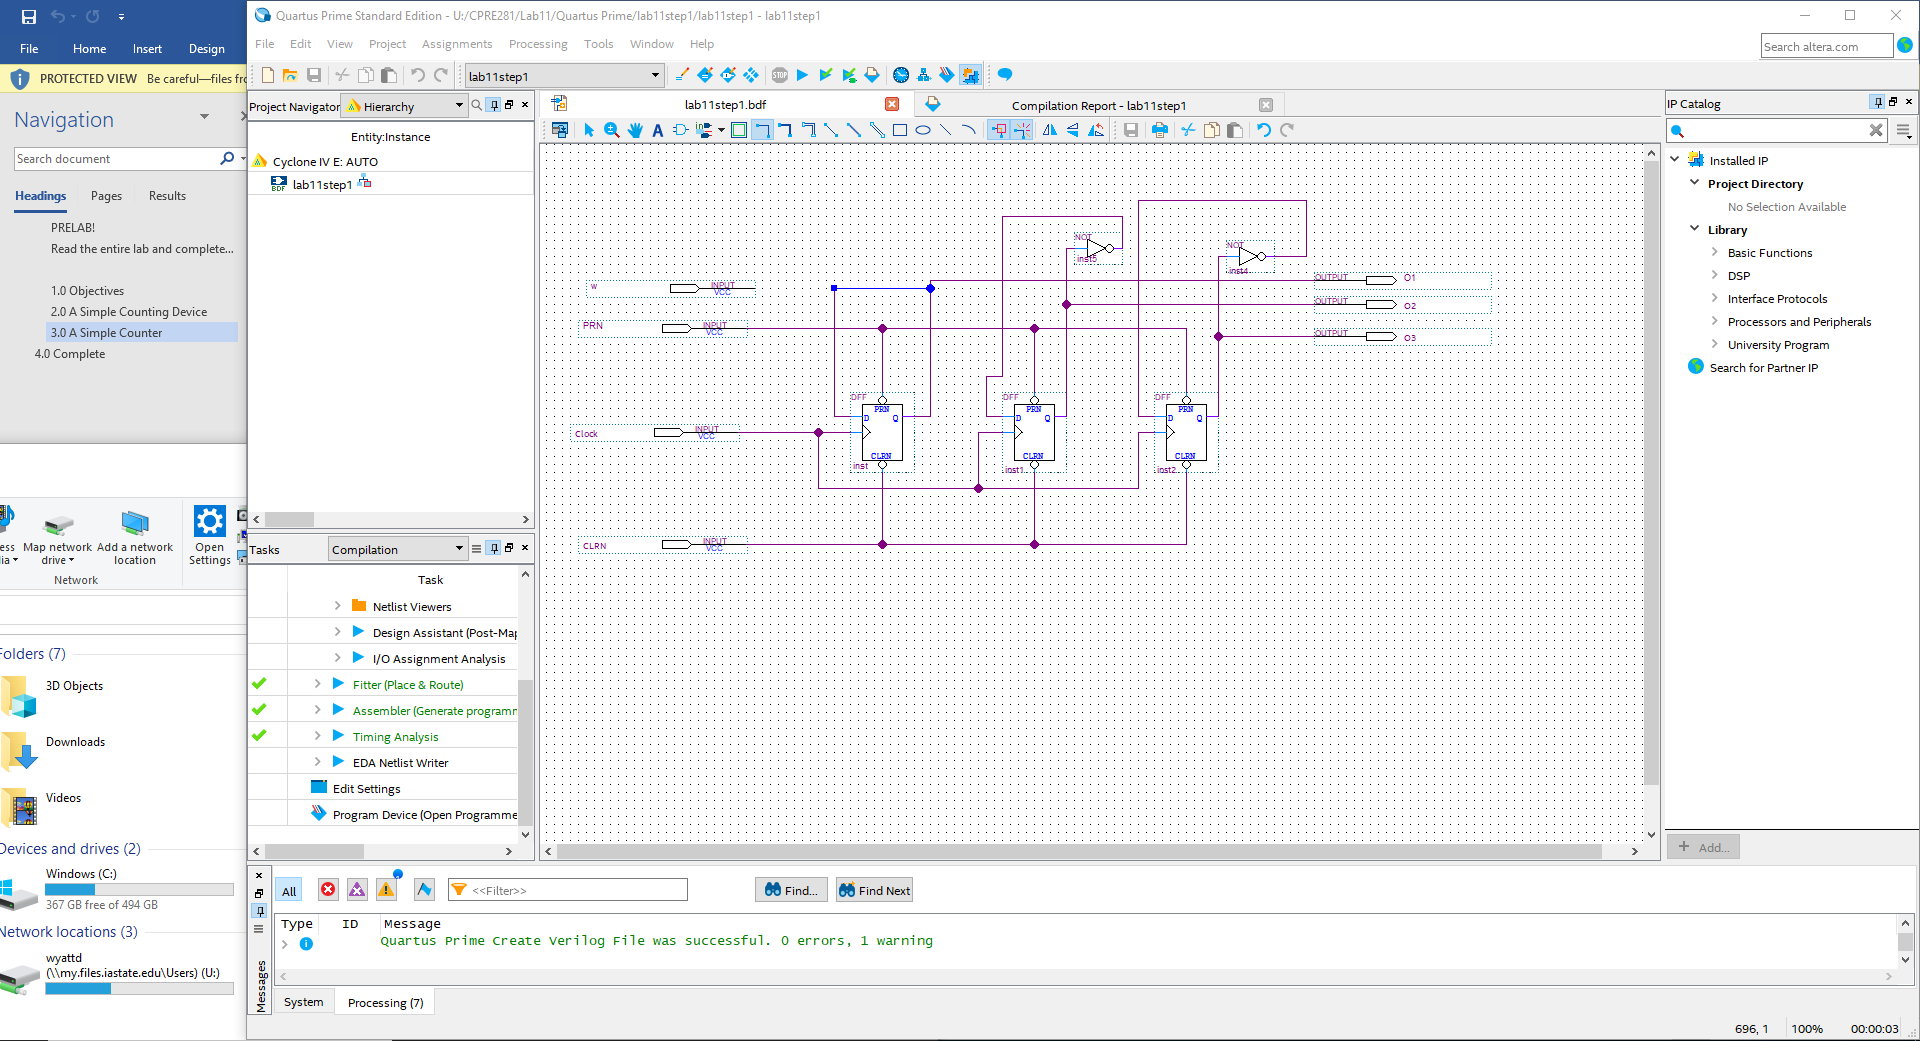 File
Home
Insert
Design
PROTECTED VIEW
Be careful—files fro
Navigation
Search document
Headings
Pages
Results
PRELAB!
Read the entire lab and complete...
1.0 Objectives
2.0 A Simple Counting Device
3.0 A Simple Counter
4.0 Complete
Map network
drive
Add a network
location
Open
Settings
Network
Folders (7)
3D Objects
Downloads
Videos
Devices and drives (2)
Windows (C:)
367 GB free of 494 GB
Network locations (3)
wyattd
(\\my.files.iastate.edu\Users) (U:)
Quartus Prime Standard Edition - U:/CPRE281/Lab11/Quartus Prime/lab11step1/lab11step1 - lab11step1
File
Edit
View
Project
Assignments
Processing
Tools
Window
Help
Search altera.com
lab11step1
STOP
Project Navigator
Hierarchy
Entity:Instance
Cyclone IV E: AUTO
BDF
lab11step1
Tasks
Compilation
Task
Netlist Viewers
Design Assistant (Post-Map
I/O Assignment Analysis
Fitter (Place & Route)
Assembler (Generate programm
Timing Analysis
EDA Netlist Writer
Edit Settings
Program Device (Open Programme
lab11step1.bdf
Compilation Report - lab11step1
w
INPUT
VCC
PRN
INPUT
VCC
Clock
INPUT
VCC
CLRN
INPUT
VCC
NOT
inst5
NOT
inst4
OUTPUT
O1
OUTPUT
O2
OUTPUT
O3
DFF
PRN
D
Q
CLRN
inst
DFF
PRN
D
Q
CLRN
inst1
DFF
PRN
D
Q
CLRN
inst2
IP Catalog
Installed IP
Project Directory
No Selection Available
Library
Basic Functions
DSP
Interface Protocols
Processors and Peripherals
University Program
Search for Partner IP
Add...
All
<<Filter>>
Find...
Find Next
Type
ID
Message
Quartus Prime Create Verilog File was successful. 0 errors, 1 warning
Messages
System
Processing (7)
696, 1
100%
00:00:03